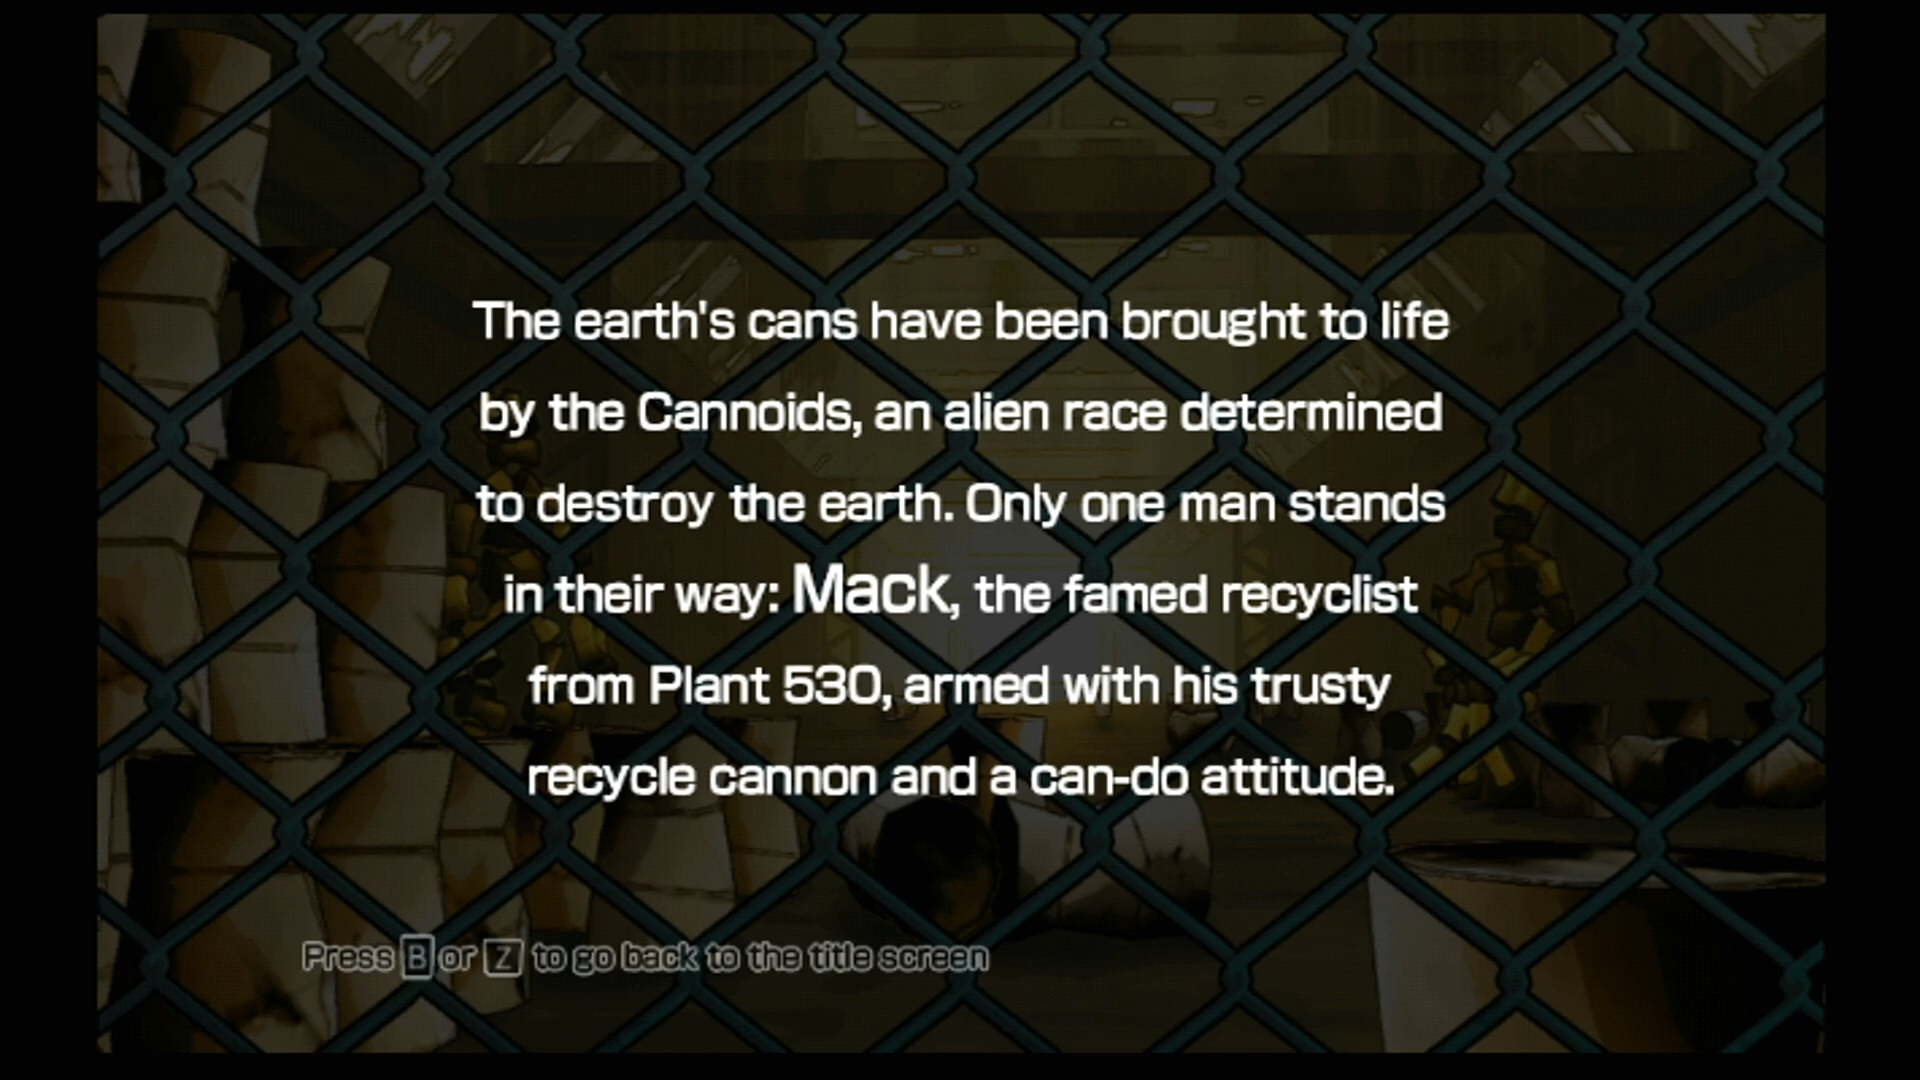 The earth's cans have been brought to life
by the Cannoids, an alien race determined
to destroy the earth. Only one man stands
in their way: Mack, the famed recyclist
from Plant 530, armed with his trusty
recycle cannon and a can-do attitude.
Press B or Z to go back to the title screen